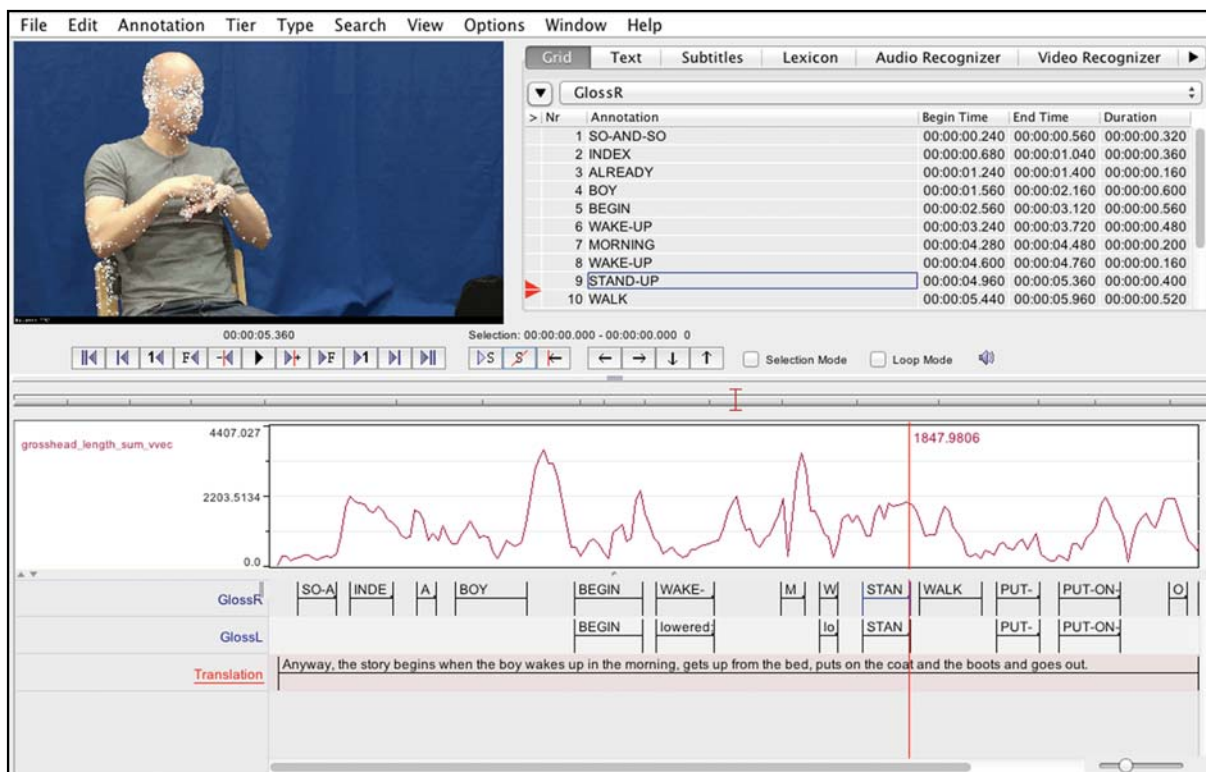 File Edit Annotation Tier Type Search View Options Window Help
Grid Text Subtitles Lexicon Audio Recognizer Video Recognizer
GlossR
> Nr Annotation Begin Time End Time Duration
1 SO-AND-SO 00:00:00.240 00:00:00.560 00:00:00.320
2 INDEX 00:00:00.680 00:00:01.040 00:00:00.360
3 ALREADY 00:00:01.240 00:00:01.400 00:00:00.160
4 BOY 00:00:01.560 00:00:02.160 00:00:00.600
5 BEGIN 00:00:02.560 00:00:03.120 00:00:00.560
6 WAKE-UP 00:00:03.240 00:00:03.720 00:00:00.480
7 MORNING 00:00:04.280 00:00:04.480 00:00:00.200
8 WAKE-UP 00:00:04.600 00:00:04.760 00:00:00.160
9 STAND-UP 00:00:04.960 00:00:05.360 00:00:00.400
10 WALK 00:00:05.440 00:00:05.960 00:00:00.520
00:00:05.360 Selection: 00:00:00.000 - 00:00:00.000 0
1 F F 1 S S Selection Mode Loop Mode
4407.027
grosshead_length_sum_vvec 1847.9806
2203.5134
0.0
GlossR SO-A INDE A BOY BEGIN WAKE- M W STAN WALK PUT- PUT-ON- O
GlossL BEGIN lowered: lo STAN PUT- PUT-ON-
Translation Anyway, the story begins when the boy wakes up in the morning, gets up from the bed, puts on the coat and the boots and goes out.